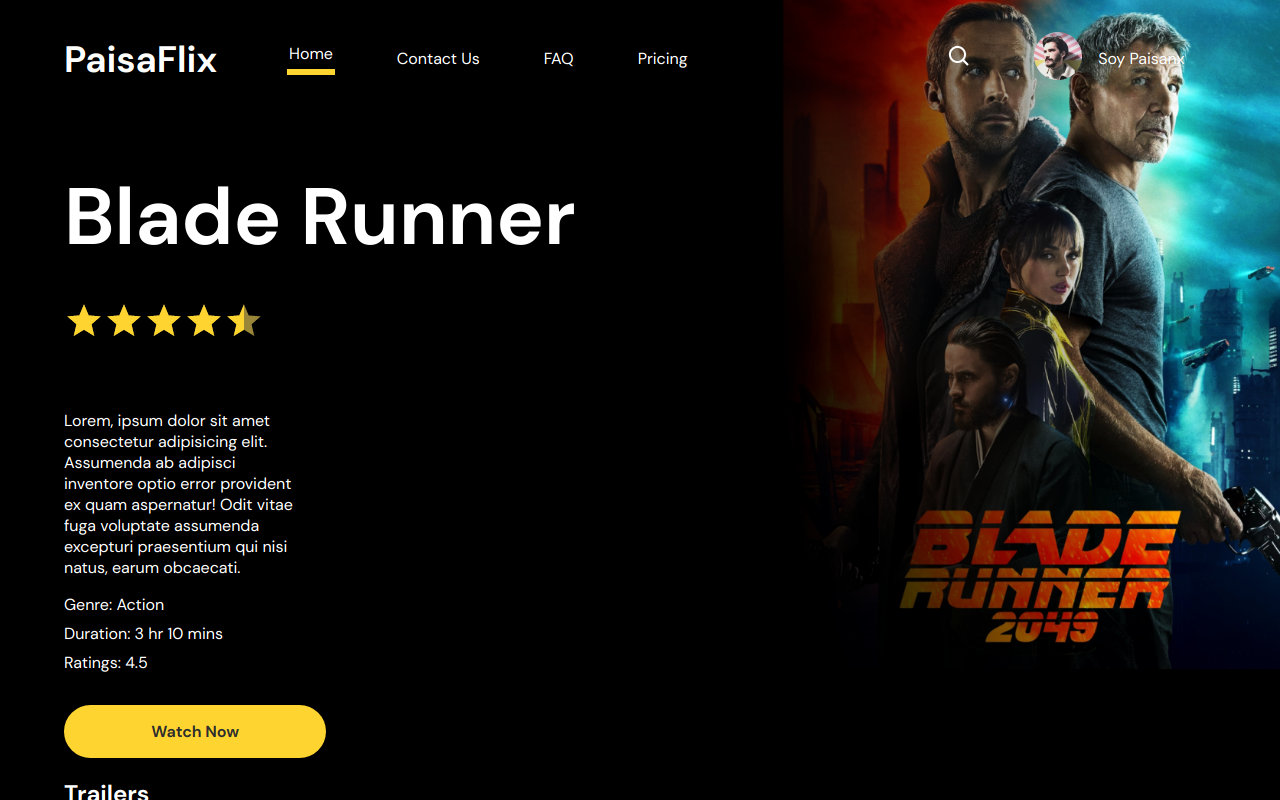 PaisaFlix
Home
Contact Us
FAQ
Pricing
Soy Paisanx
Blade Runner
Lorem, ipsum dolor sit amet
consectetur adipisicing elit.
Assumenda ab adipisci
inventore optio error provident
ex quam aspernatur! Odit vitae
fuga voluptate assumenda
excepturi praesentium qui nisi
natus, earum obcaecati.
Genre: Action
Duration: 3 hr 10 mins
Ratings: 4.5
Watch Now
Trailers
BLADE
RUNNER
2049